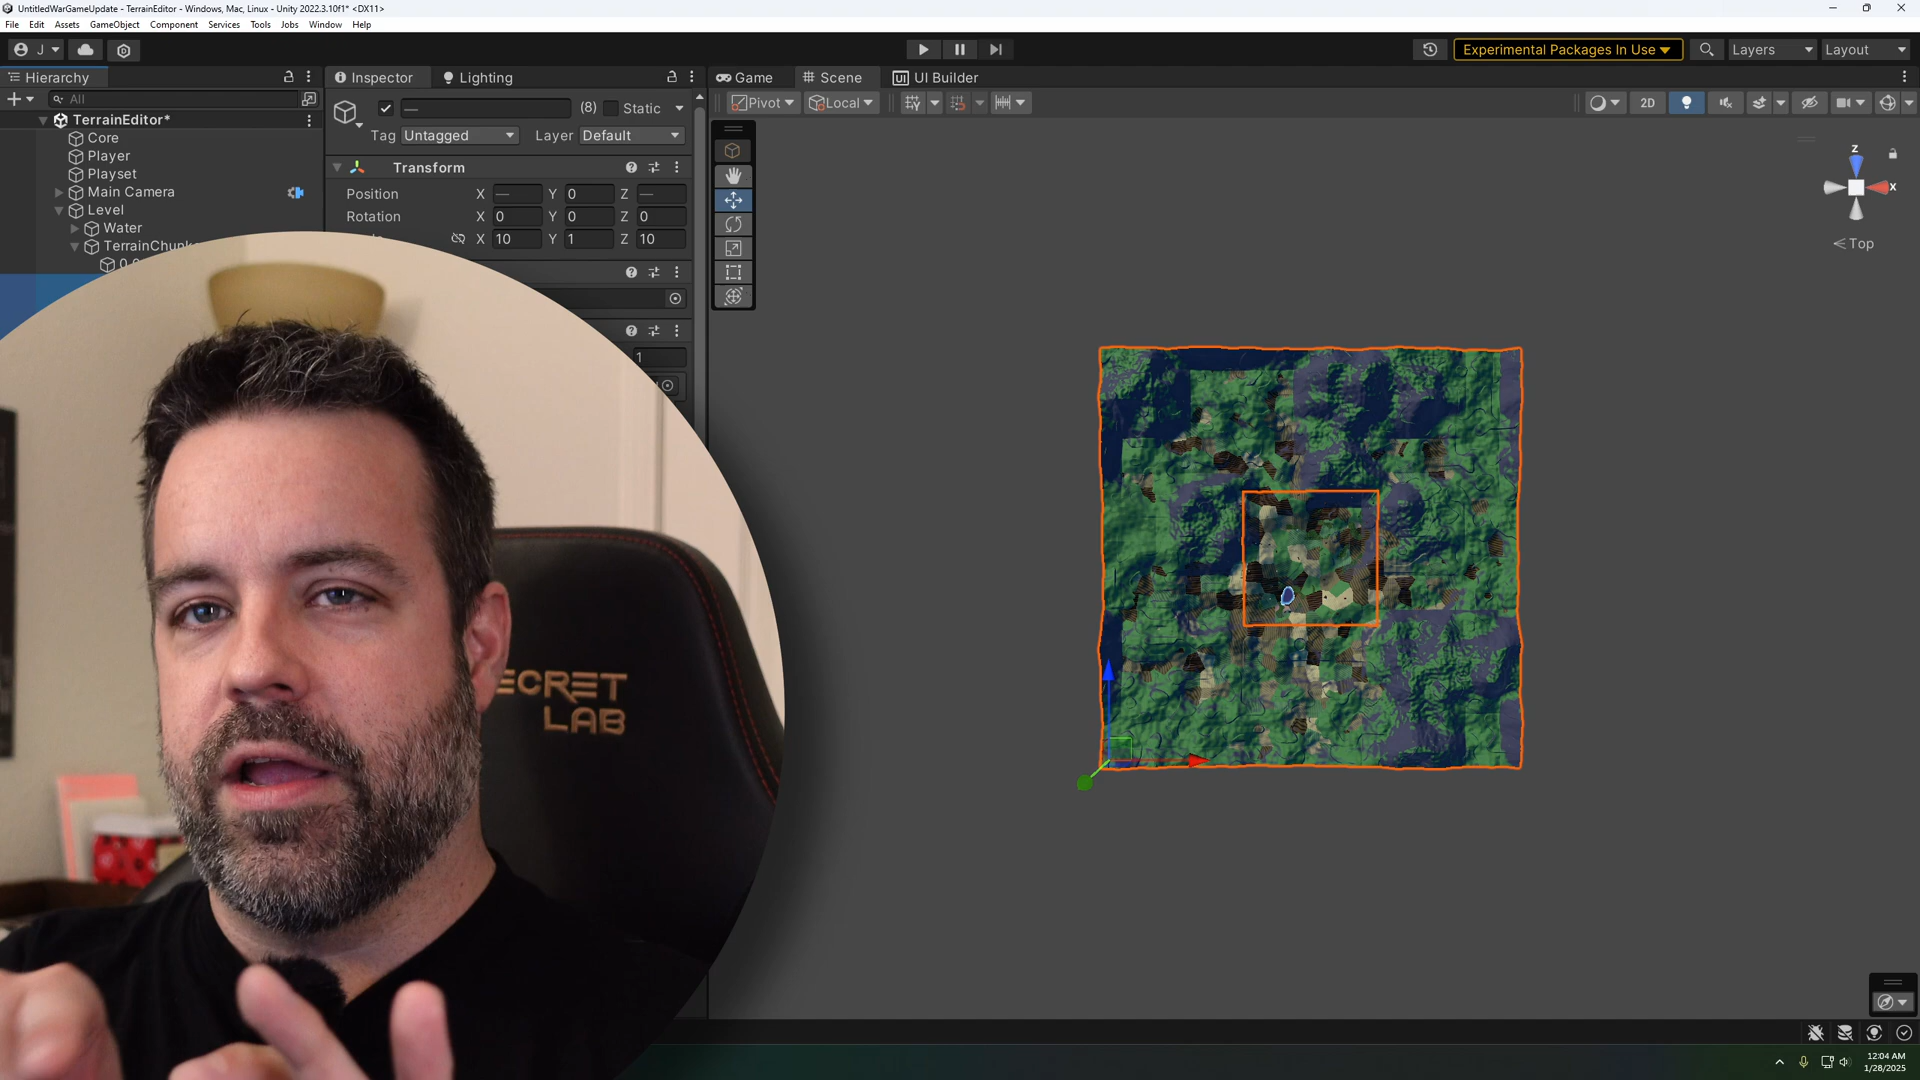 UntitledWarGameUpdate - TerrainEditor - Windows, Mac, Linux - Unity 2022.3.10f1* <DX11>
File Edit Assets GameObject Component Services Tools Jobs Window Help
J
Experimental Packages In Use
Layers
Layout
Hierarchy
All
TerrainEditor*
Core
Player
Playset
Main Camera
Level
Water
TerrainChunk
Inspector Lighting
(8) Static
Tag Untagged Layer Default
Transform
Position X — Y 0 Z —
Rotation X 0 Y 0 Z 0
X 10 Y 1 Z 10
1
Game Scene UI UI Builder
Pivot Local
2D
Z
X
Top
ECRET
LAB
12:04 AM
1/28/2025